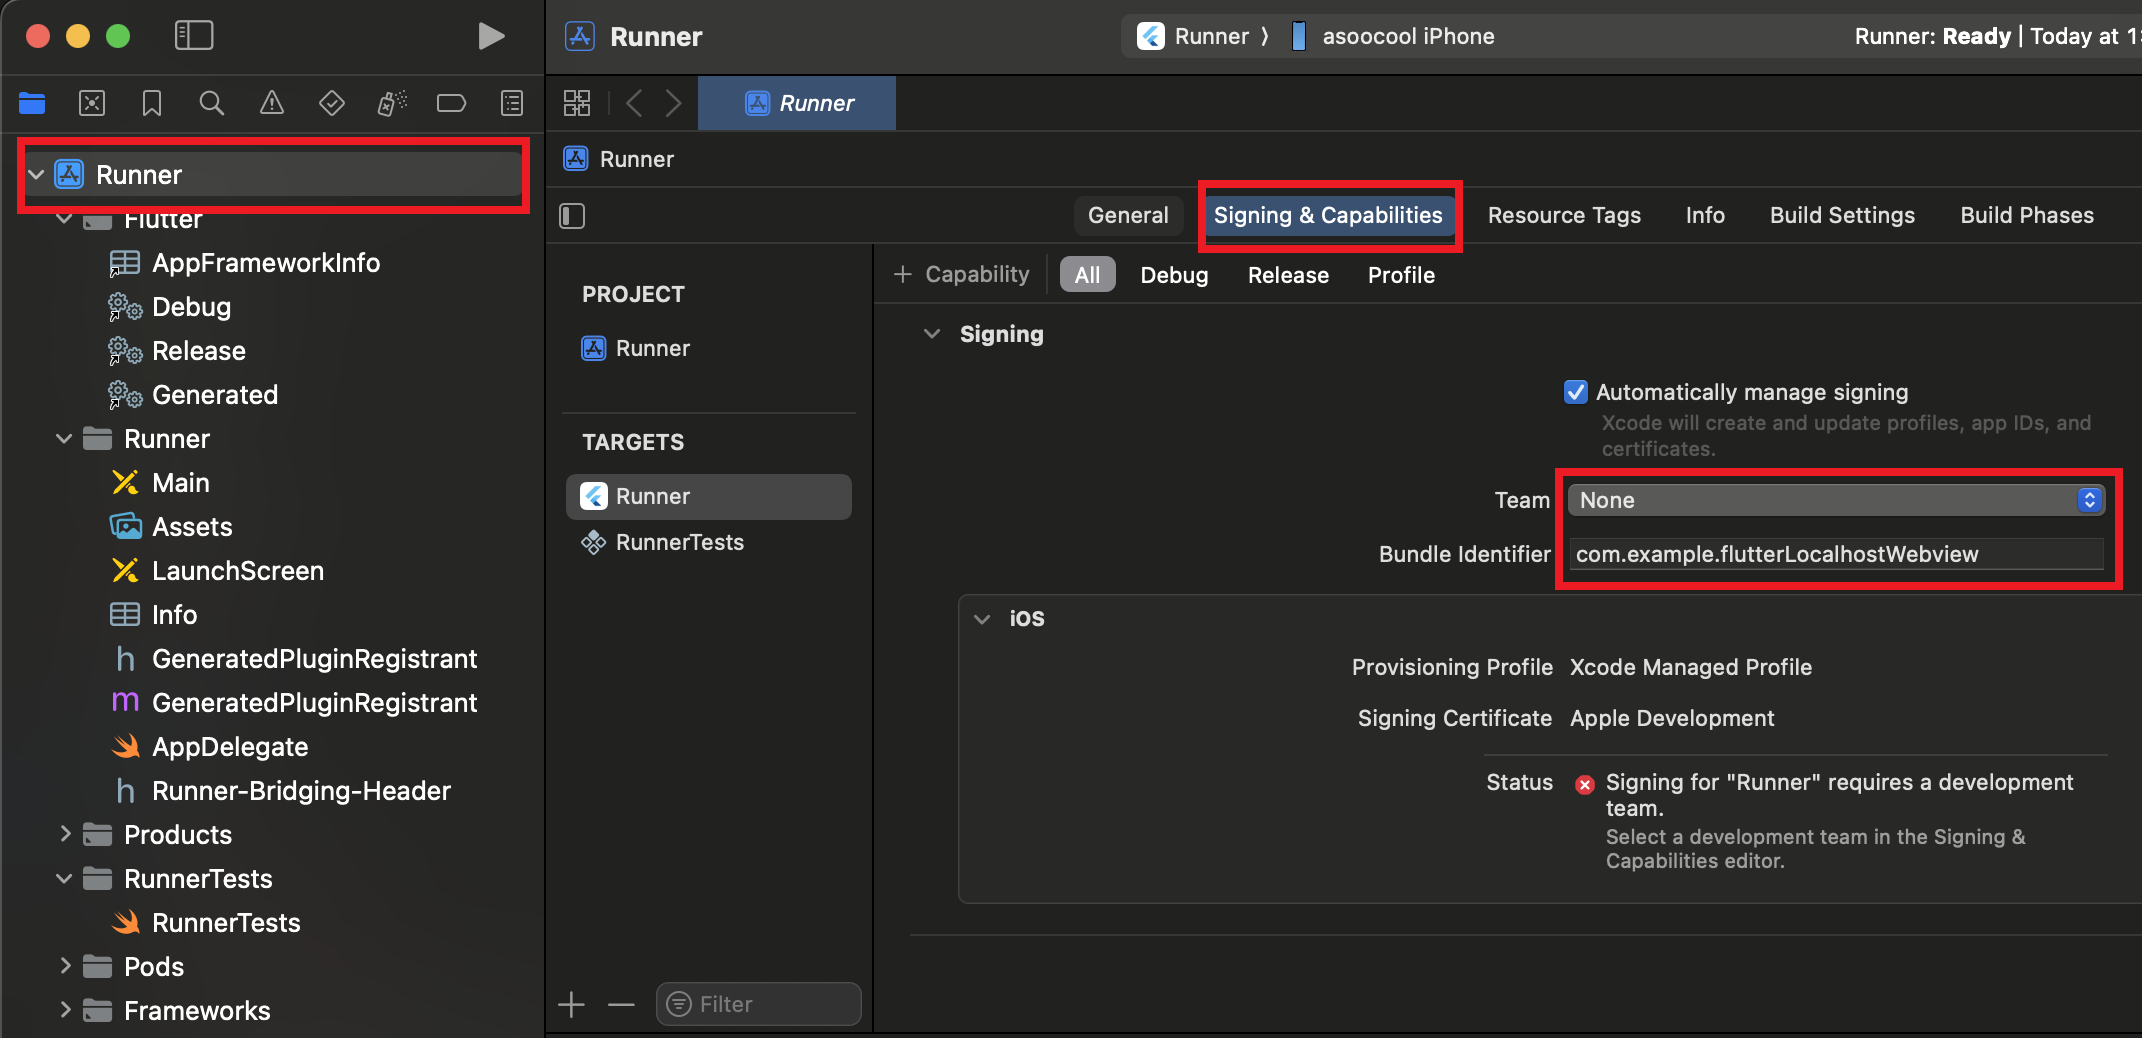 Runner
Runner 〉 asoocool iPhone
Runner: Ready | Today at 1
Runner
Runner
Runner
Flutter
AppFrameworkInfo
Debug
Release
Generated
Runner
Main
Assets
LaunchScreen
Info
GeneratedPluginRegistrant
GeneratedPluginRegistrant
AppDelegate
Runner-Bridging-Header
Products
RunnerTests
RunnerTests
Pods
Frameworks
General
Signing & Capabilities
Resource Tags
Info
Build Settings
Build Phases
PROJECT
Runner
TARGETS
Runner
RunnerTests
Filter
+ Capability
All
Debug
Release
Profile
Signing
Automatically manage signing
Xcode will create and update profiles, app IDs, and
certificates.
Team None
Bundle Identifier com.example.flutterLocalhostWebview
iOS
Provisioning Profile Xcode Managed Profile
Signing Certificate Apple Development
Status Signing for "Runner" requires a development
team.
Select a development team in the Signing &
Capabilities editor.